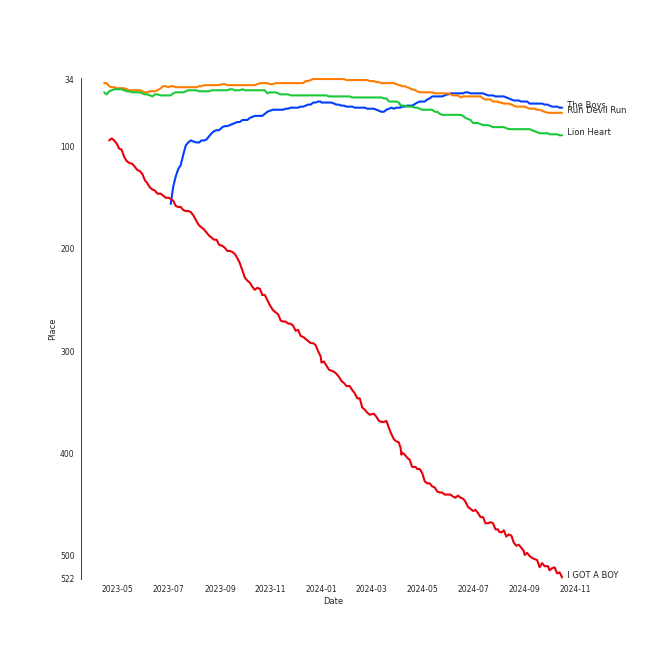 34
100
200
300
400
500
522
Place
The Boys
Run Devil Run
Lion Heart
I GOT A BOY
2023-05
2023-07
2023-09
2023-11
2024-01
2024-03
2024-05
2024-07
2024-09
2024-11
Date